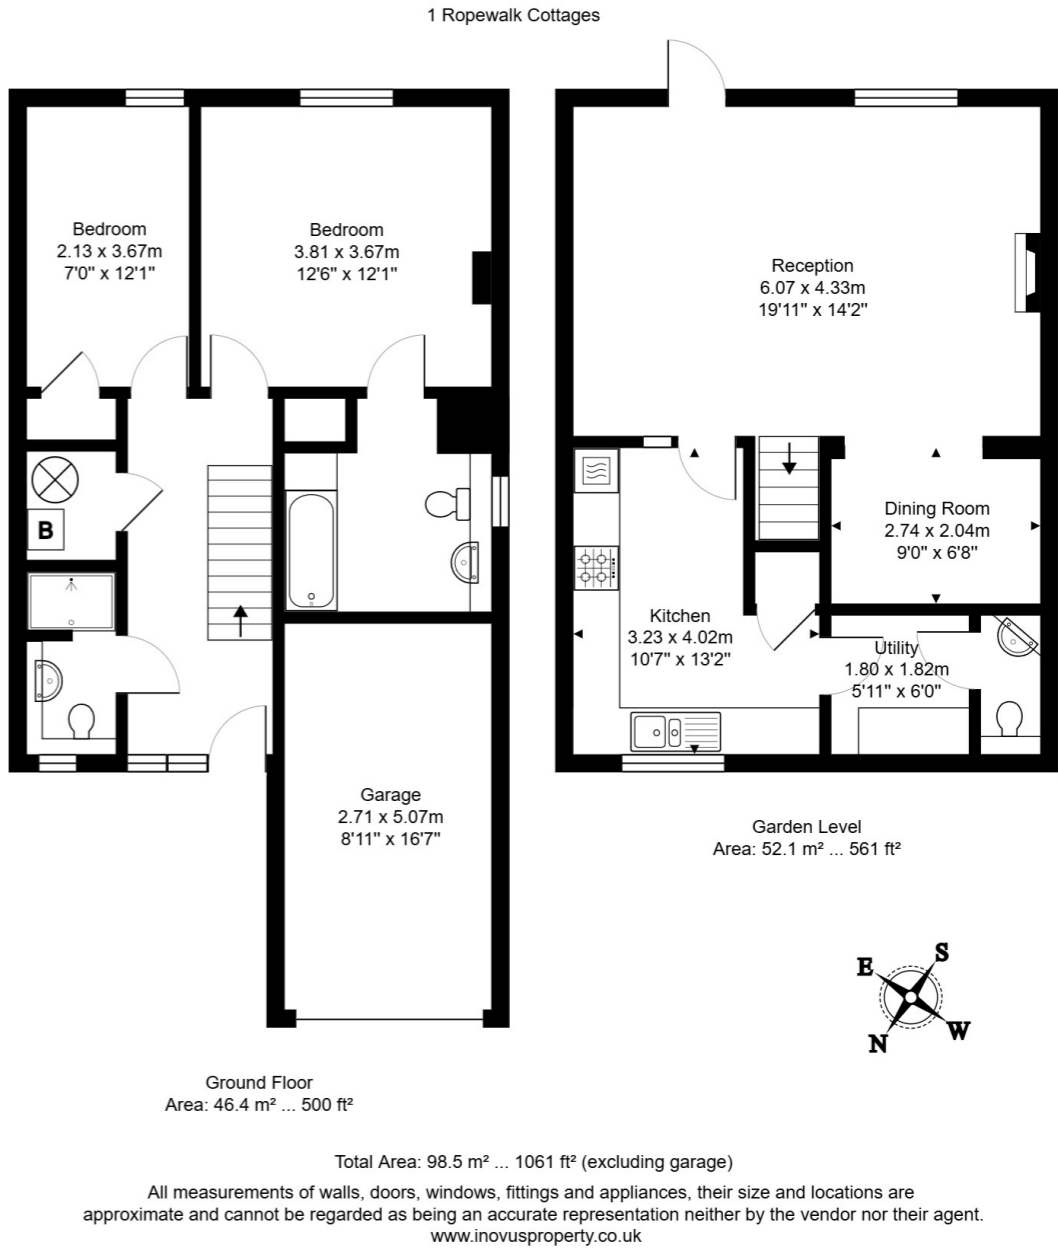 1 Ropewalk Cottages
Bedroom
2.13 x 3.67m
7'0" x 12'1"
Bedroom
3.81 x 3.67m
12'6" x 12'1"
B
Garage
2.71 x 5.07m
8'11" x 16'7"
Ground Floor
Area: 46.4 m² ... 500 ft²
Reception
6.07 x 4.33m
19'11" x 14'2"
Dining Room
2.74 x 2.04m
9'0" x 6'8"
Kitchen
3.23 x 4.02m
10'7" x 13'2"
Utility
1.80 x 1.82m
5'11" x 6'0"
Garden Level
Area: 52.1 m² ... 561 ft²
E
S
N
W
Total Area: 98.5 m² ... 1061 ft² (excluding garage)
All measurements of walls, doors, windows, fittings and appliances, their size and locations are
approximate and cannot be regarded as being an accurate representation neither by the vendor nor their agent.
www.inovusproperty.co.uk